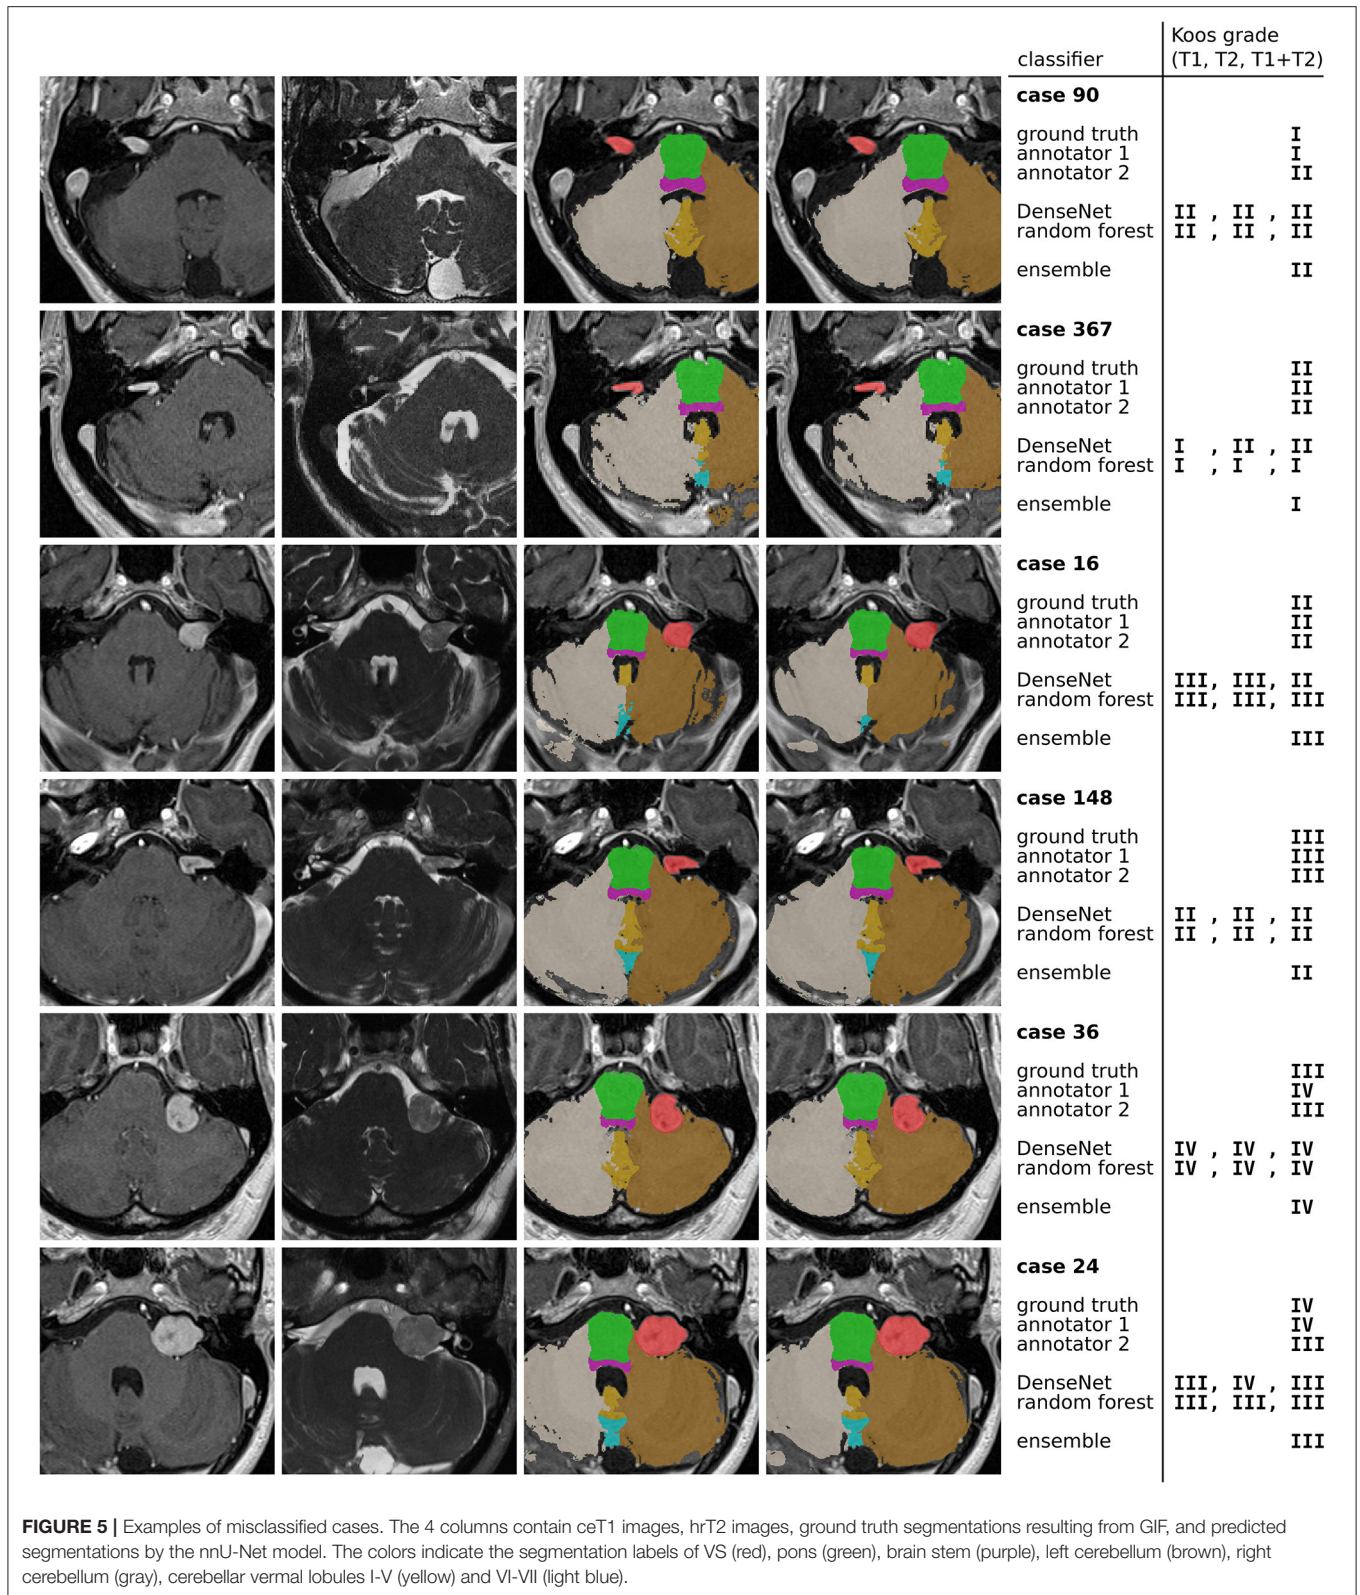 Koos grade
classifier (T1, T2, T1+T2)
case 90
ground truth I
annotator 1 I
annotator 2 II
DenseNet II , II , II
random forest II , II , II
ensemble II
case 367
ground truth II
annotator 1 II
annotator 2 II
DenseNet I , II , II
random forest I , I , I
ensemble I
case 16
ground truth II
annotator 1 II
annotator 2 II
DenseNet III, III, II
random forest III, III, III
ensemble III
case 148
ground truth III
annotator 1 III
annotator 2 III
DenseNet II , II , II
random forest II , II , II
ensemble II
case 36
ground truth III
annotator 1 IV
annotator 2 III
DenseNet IV , IV , IV
random forest IV , IV , IV
ensemble IV
case 24
ground truth IV
annotator 1 IV
annotator 2 III
DenseNet III, IV , III
random forest III, III, III
ensemble III
FIGURE 5 | Examples of misclassified cases. The 4 columns contain ceT1 images, hrT2 images, ground truth segmentations resulting from GIF, and predicted
segmentations by the nnU-Net model. The colors indicate the segmentation labels of VS (red), pons (green), brain stem (purple), left cerebellum (brown), right
cerebellum (gray), cerebellar vermal lobules I-V (yellow) and VI-VII (light blue).